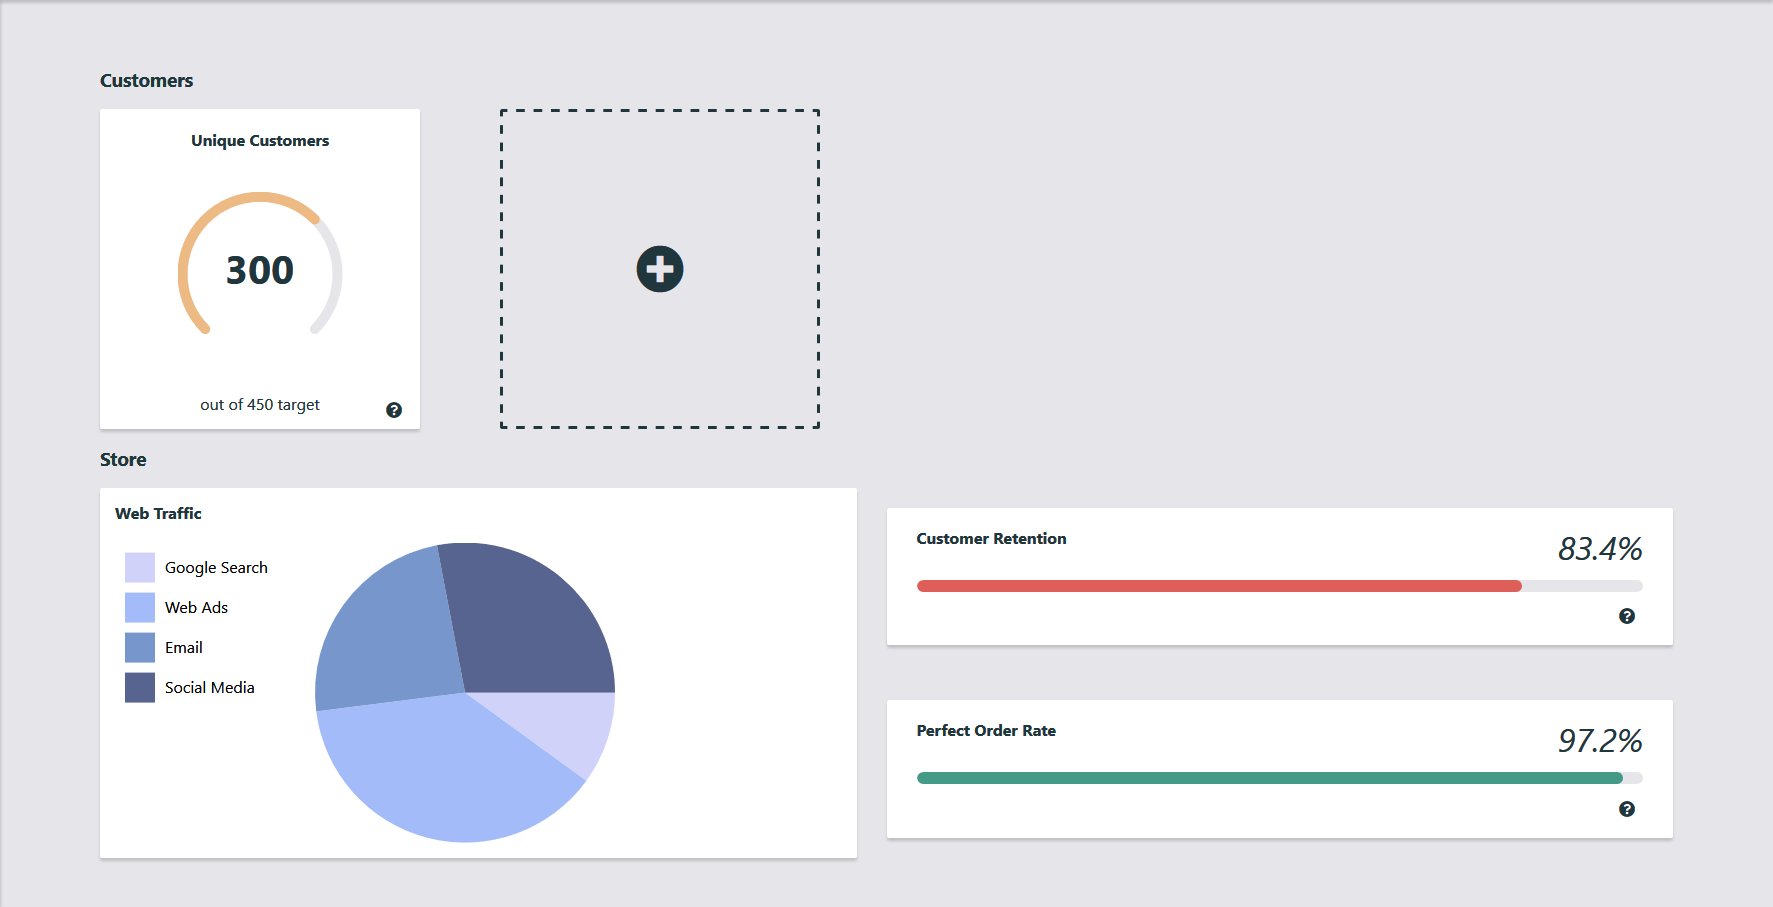 Customers
Unique Customers
300
out of 450 target
Store
Web Traffic
Google Search
Web Ads
Email
Social Media
Customer Retention
83.4%
Perfect Order Rate
97.2%